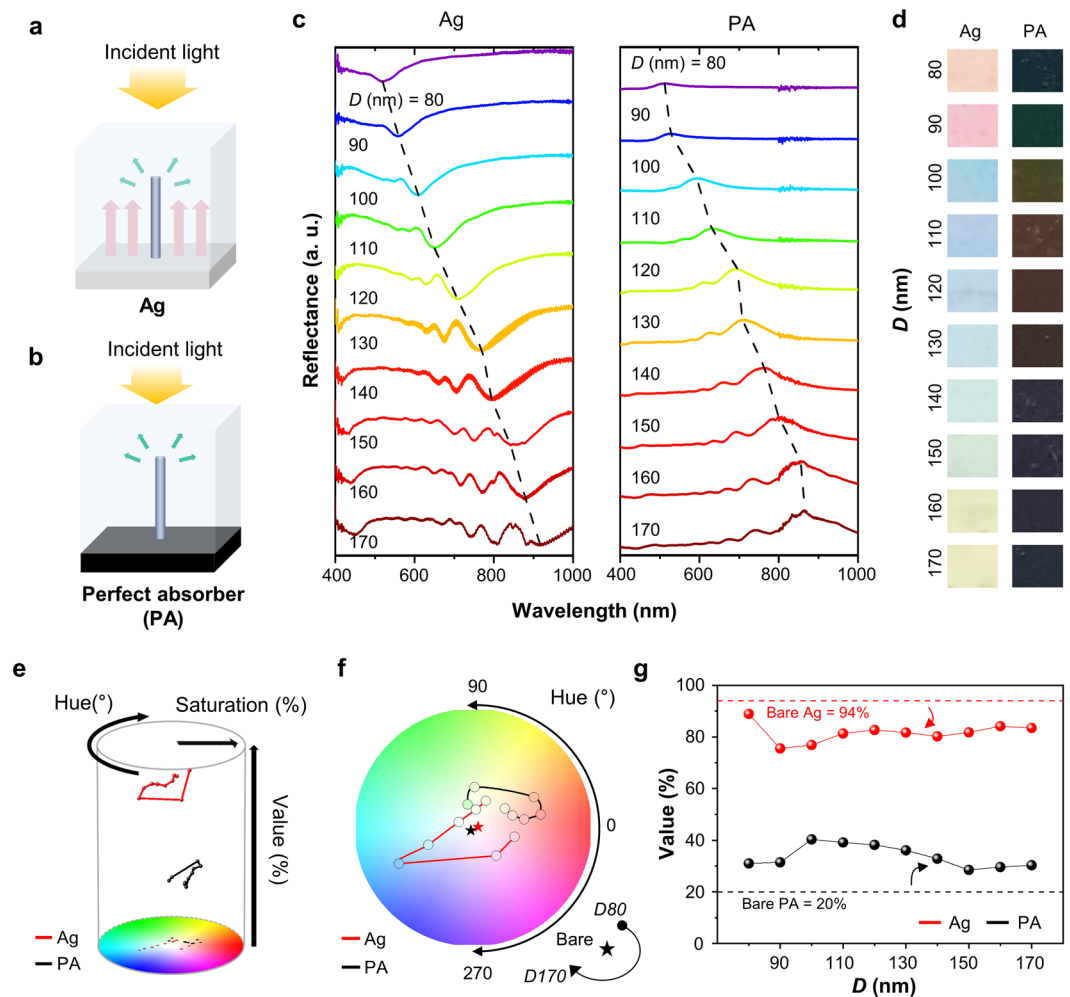 a
Incident light
Ag
b
Incident light
Perfect absorber
(PA)
c
Ag
PA
Reflectance (a. u.)
D (nm) = 80
90
100
110
120
130
140
150
160
170
400
600
800
1000
D (nm) = 80
90
100
110
120
130
140
150
160
170
400
600
800
1000
Wavelength (nm)
d
Ag
PA
D (nm)
80
90
100
110
120
130
140
150
160
170
e
Hue(°)
Saturation (%)
Value (%)
Ag
PA
f
90
Hue (°)
0
270
Ag
PA
D80
Bare
D170
g
Value (%)
100
80
60
40
20
0
Bare Ag = 94%
Bare PA = 20%
Ag
PA
90
110
130
150
170
D (nm)